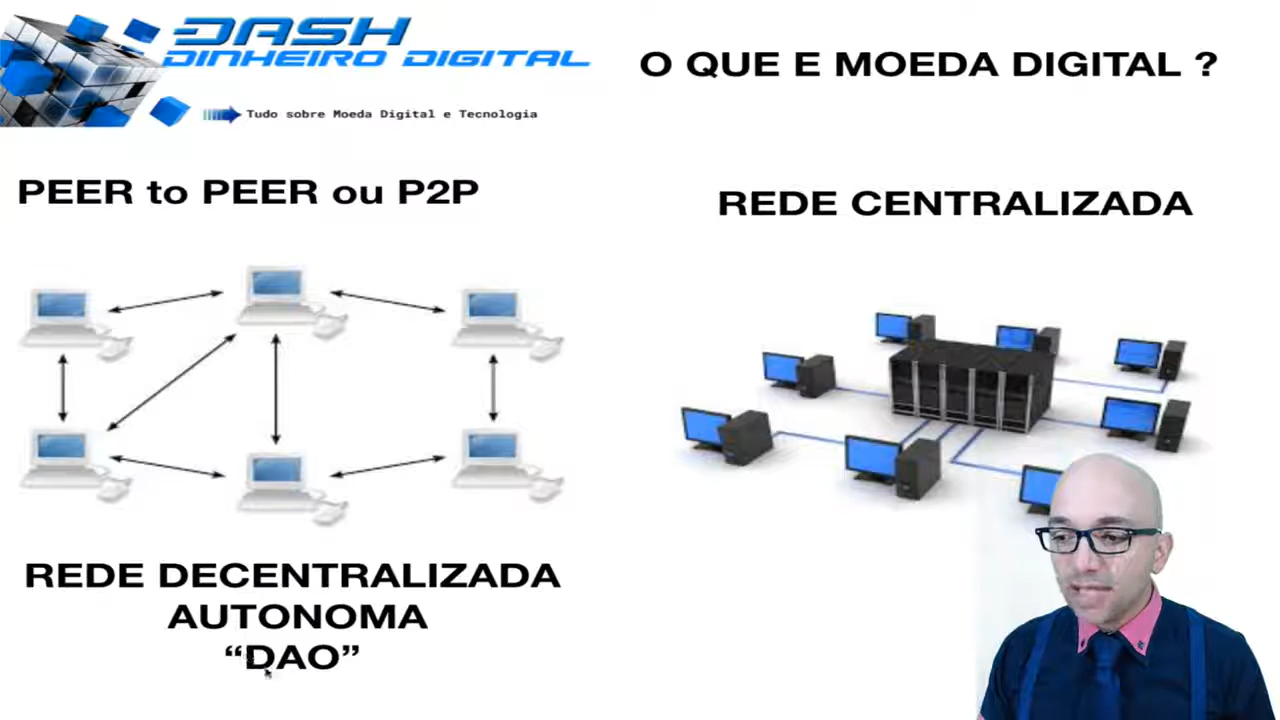 DASH
DINHEIRO DIGITAL
Tudo sobre Moeda Digital e Tecnologia
O QUE E MOEDA DIGITAL ?
PEER to PEER ou P2P
REDE CENTRALIZADA
REDE DECENTRALIZADA
AUTONOMA
“DAO”